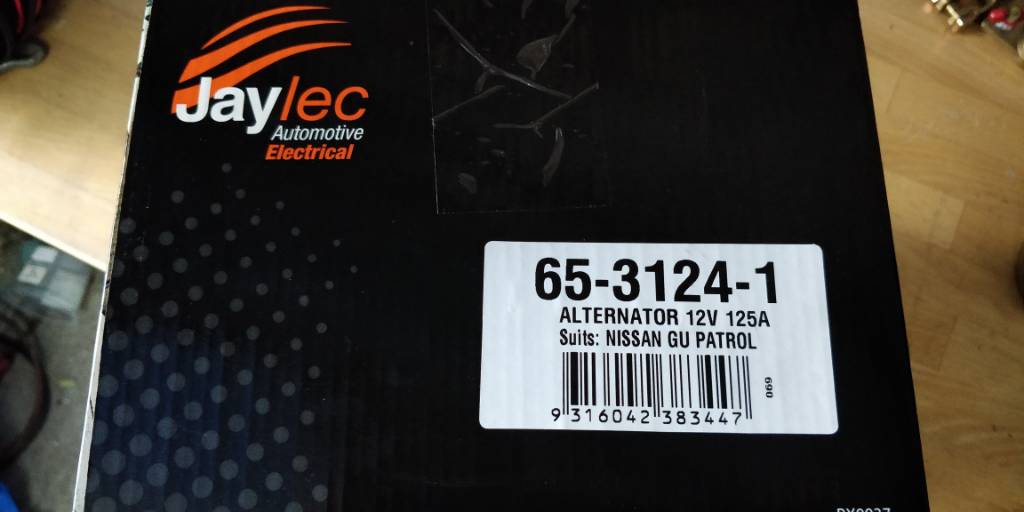 Jaylec
Automotive
Electrical
65-3124-1
ALTERNATOR 12V 125A
Suits: NISSAN GU PATROL
069
9 316042 383447